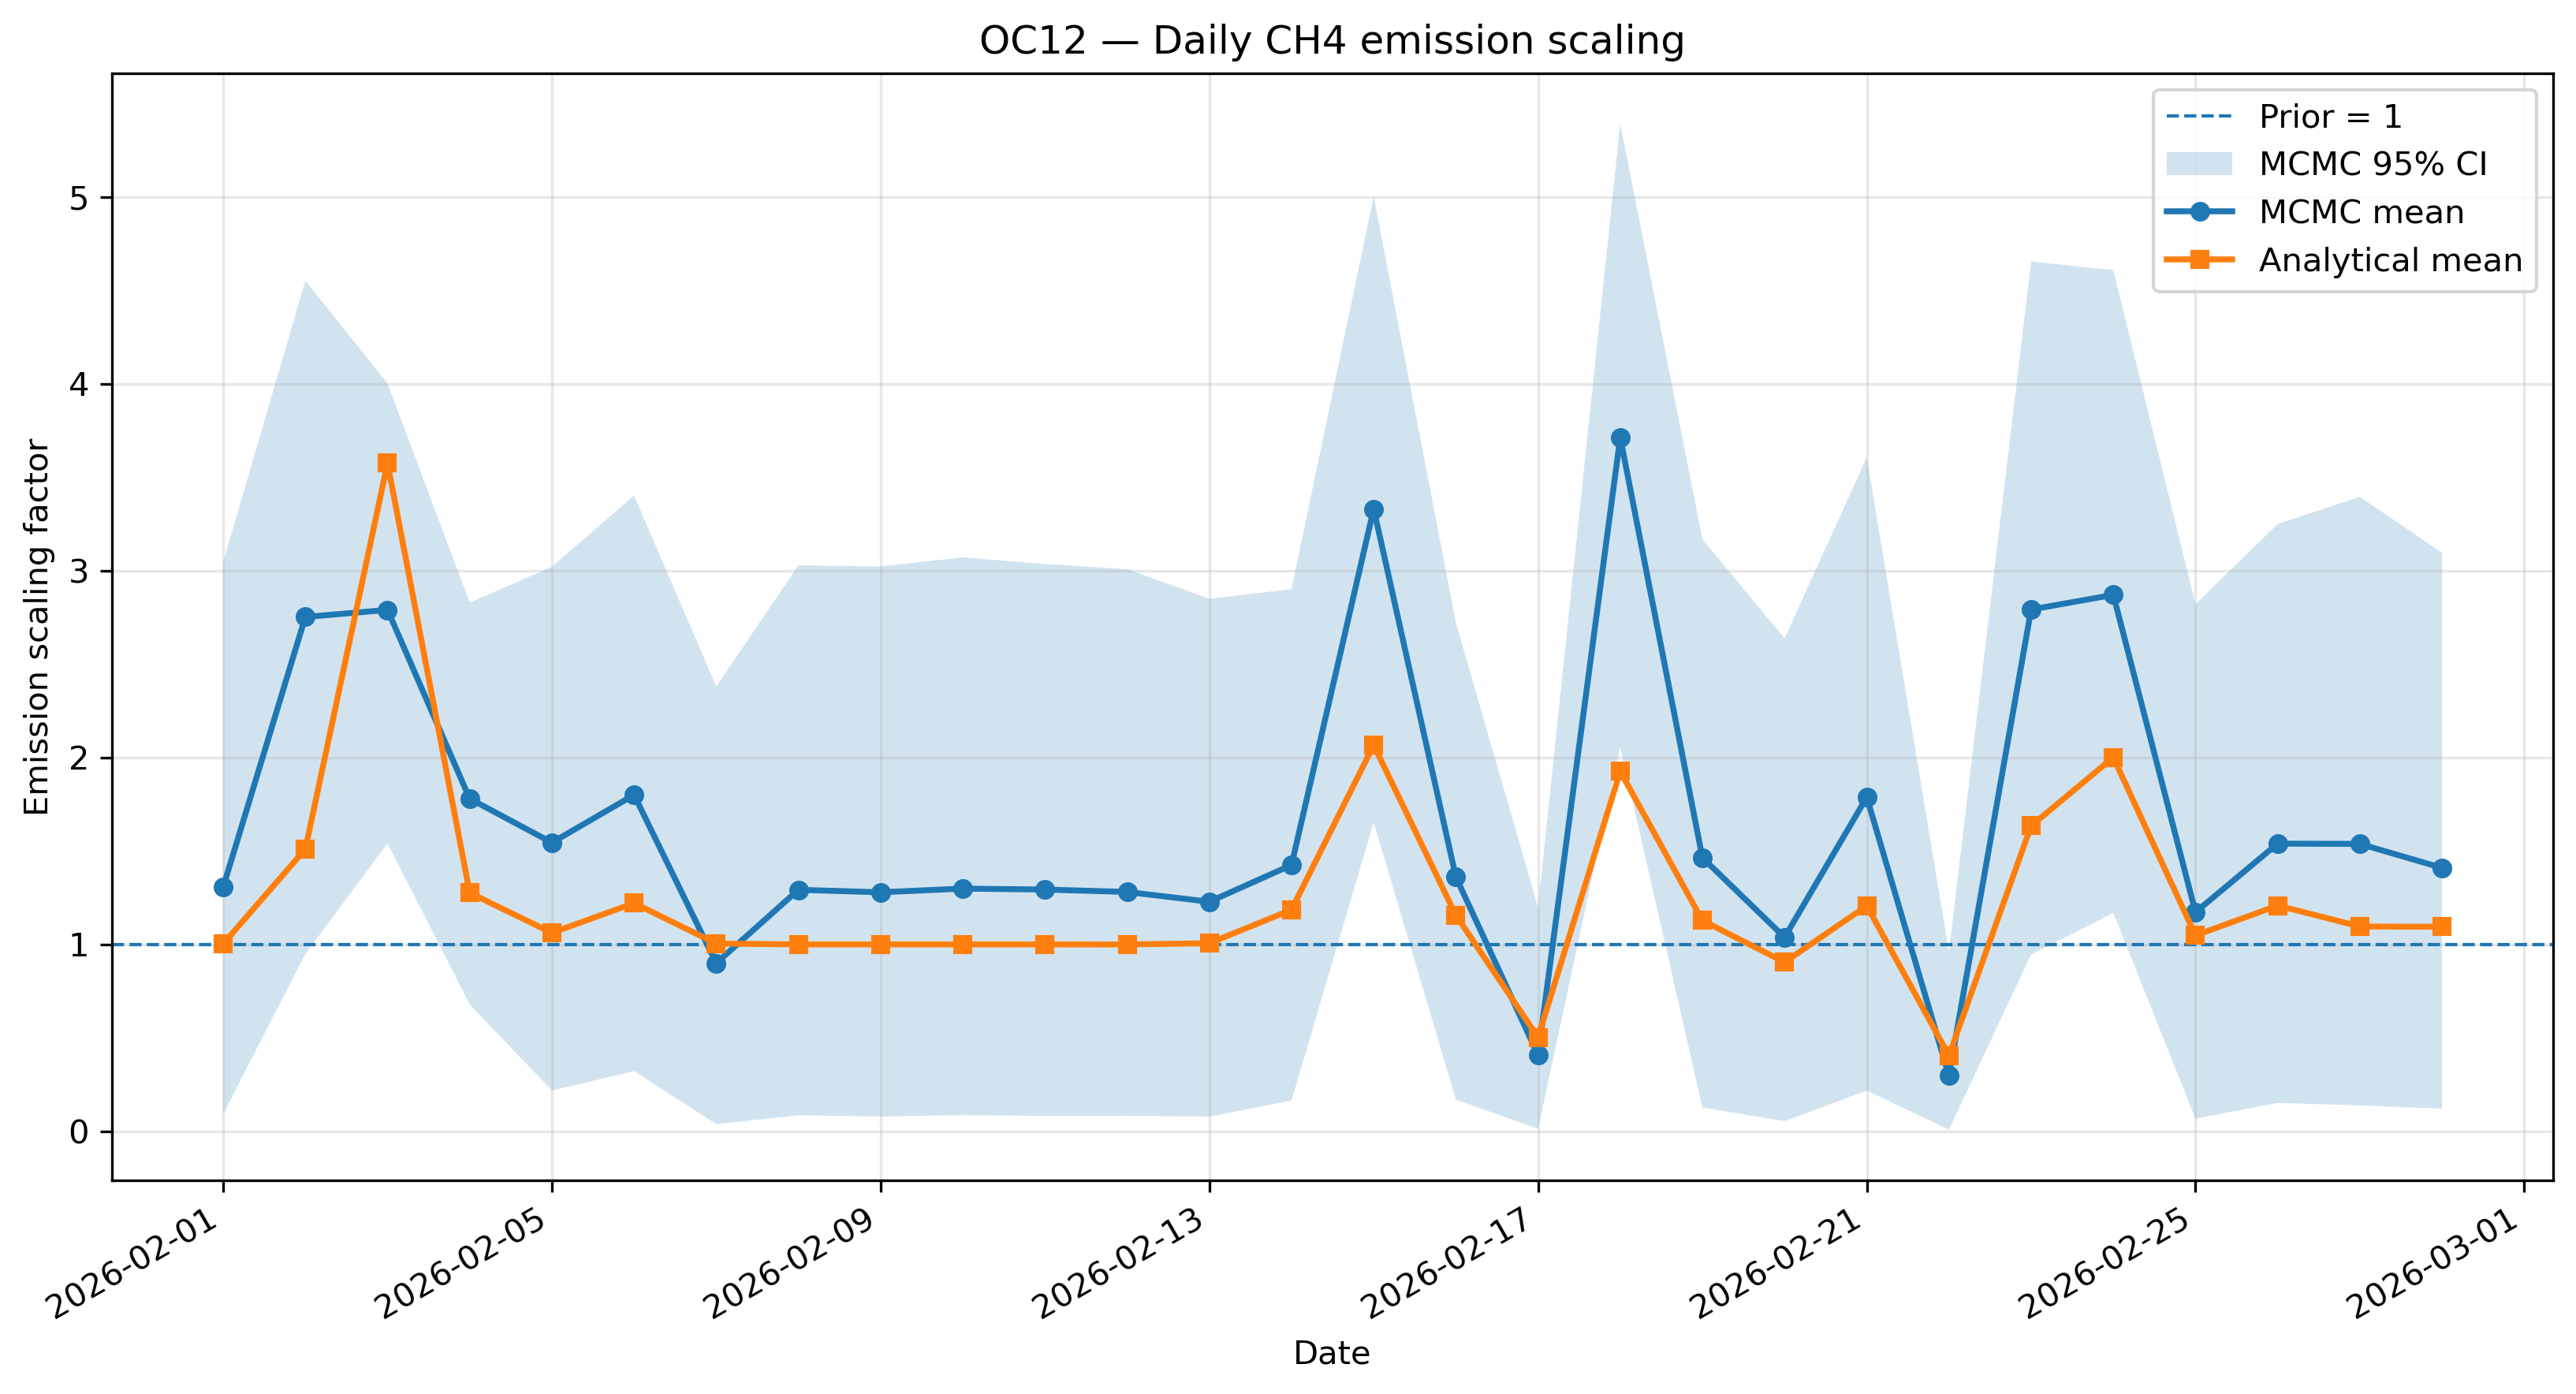 OC12 — Daily CH4 emission scaling
Prior = 1
MCMC 95% CI
MCMC mean
Analytical mean
Emission scaling factor
5
4
3
2
1
0
2026-02-01
2026-02-05
2026-02-09
2026-02-13
2026-02-17
2026-02-21
2026-02-25
2026-03-01
Date